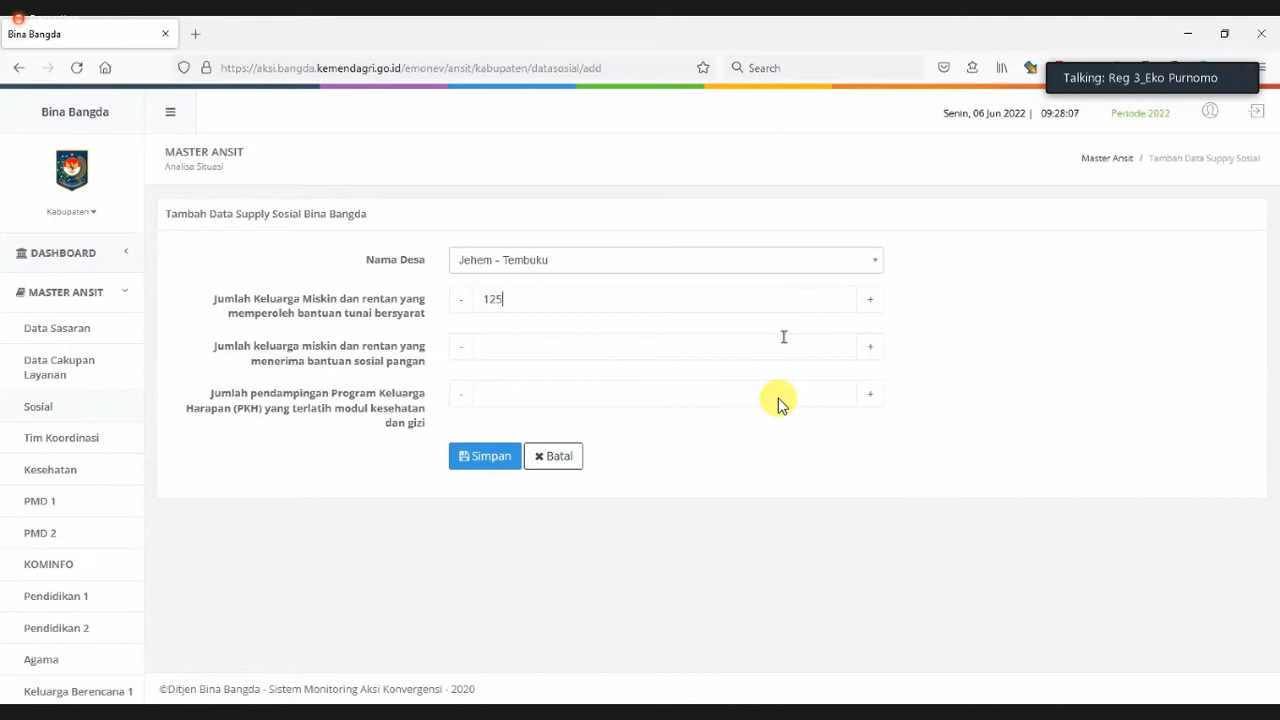 Bina Bangda
https://aksi.bangda.kemendagri.go.id/emonev/ansit/kabupaten/datasosial/add
Search
Talking: Reg 3_Eko Purnomo
Bina Bangda
Senin, 06 Jun 2022 | 09:28:07
Periode 2022
MASTER ANSIT
Analisa Situasi
Master Ansit / Tambah Data Supply Sosial
Kabupaten
DASHBOARD
MASTER ANSIT
Data Sasaran
Data Cakupan
Layanan
Sosial
Tim Koordinasi
Kesehatan
PMD 1
PMD 2
KOMINFO
Pendidikan 1
Pendidikan 2
Agama
Keluarga Berencana 1
Tambah Data Supply Sosial Bina Bangda
Nama Desa
Jehem - Tembuku
Jumlah Keluarga Miskin dan rentan yang
memperoleh bantuan tunai bersyarat
- 125 +
Jumlah keluarga miskin dan rentan yang
menerima bantuan sosial pangan
- +
Jumlah pendampingan Program Keluarga
Harapan (PKH) yang terlatih modul kesehatan
dan gizi
- +
Simpan
Batal
©Ditjen Bina Bangda - Sistem Monitoring Aksi Konvergensi - 2020